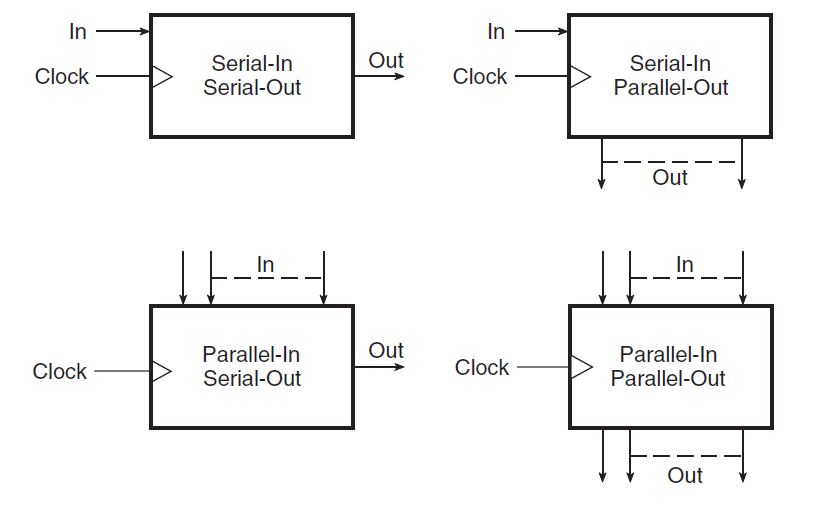 In
Clock
Serial-In
Serial-Out
Out
In
Clock
Serial-In
Parallel-Out
Out
In
Clock
Parallel-In
Serial-Out
Out
In
Clock
Parallel-In
Parallel-Out
Out